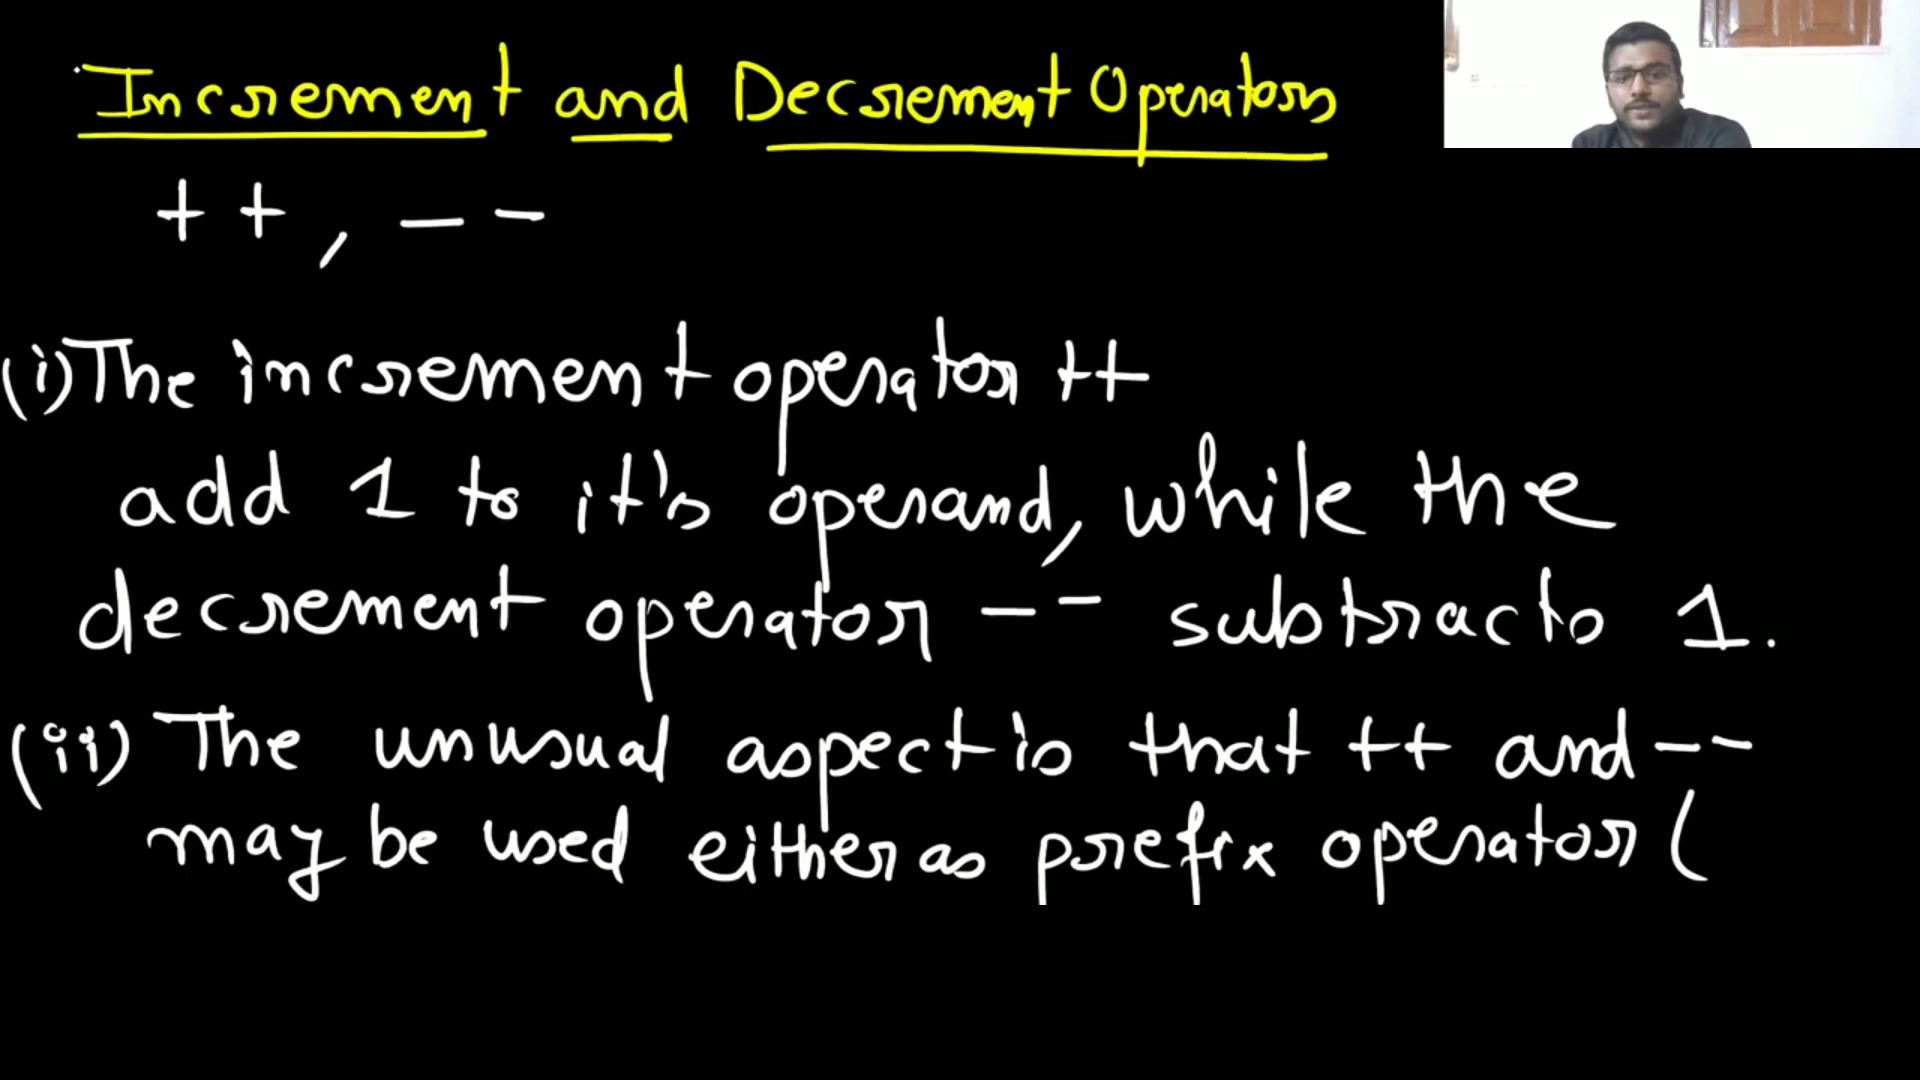 Increment and Decrement Operators
++, --
(i) The increment operator ++
add 1 to it's operand, while the
decrement operator -- subtracts 1.
(ii) The unusual aspect is that ++ and --
may be used either as prefix operator (